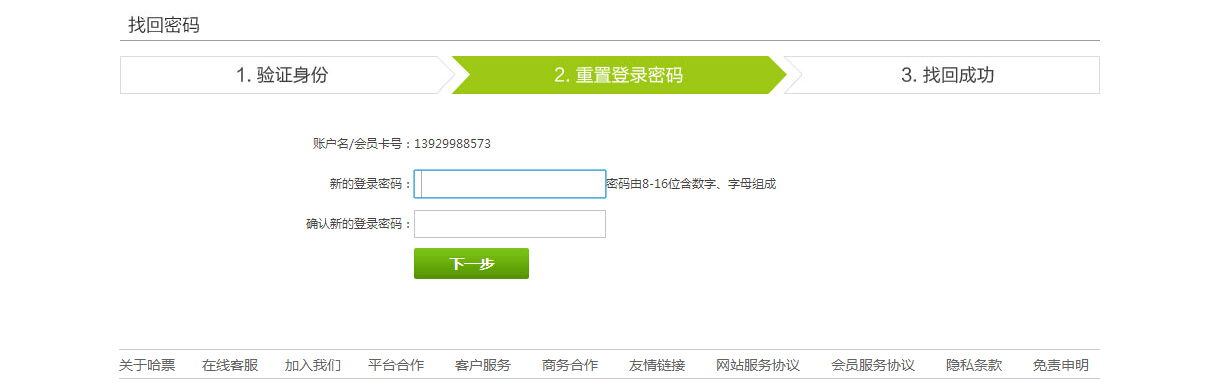 找回密码
1. 验证身份
2. 重置登录密码
3. 找回成功
账户名/会员卡号：13929988573
新的登录密码： 密码由8-16位含数字、字母组成
确认新的登录密码：
下一步
关于哈票 在线客服 加入我们 平台合作 客户服务 商务合作 友情链接 网站服务协议 会员服务协议 隐私条款 免责申明